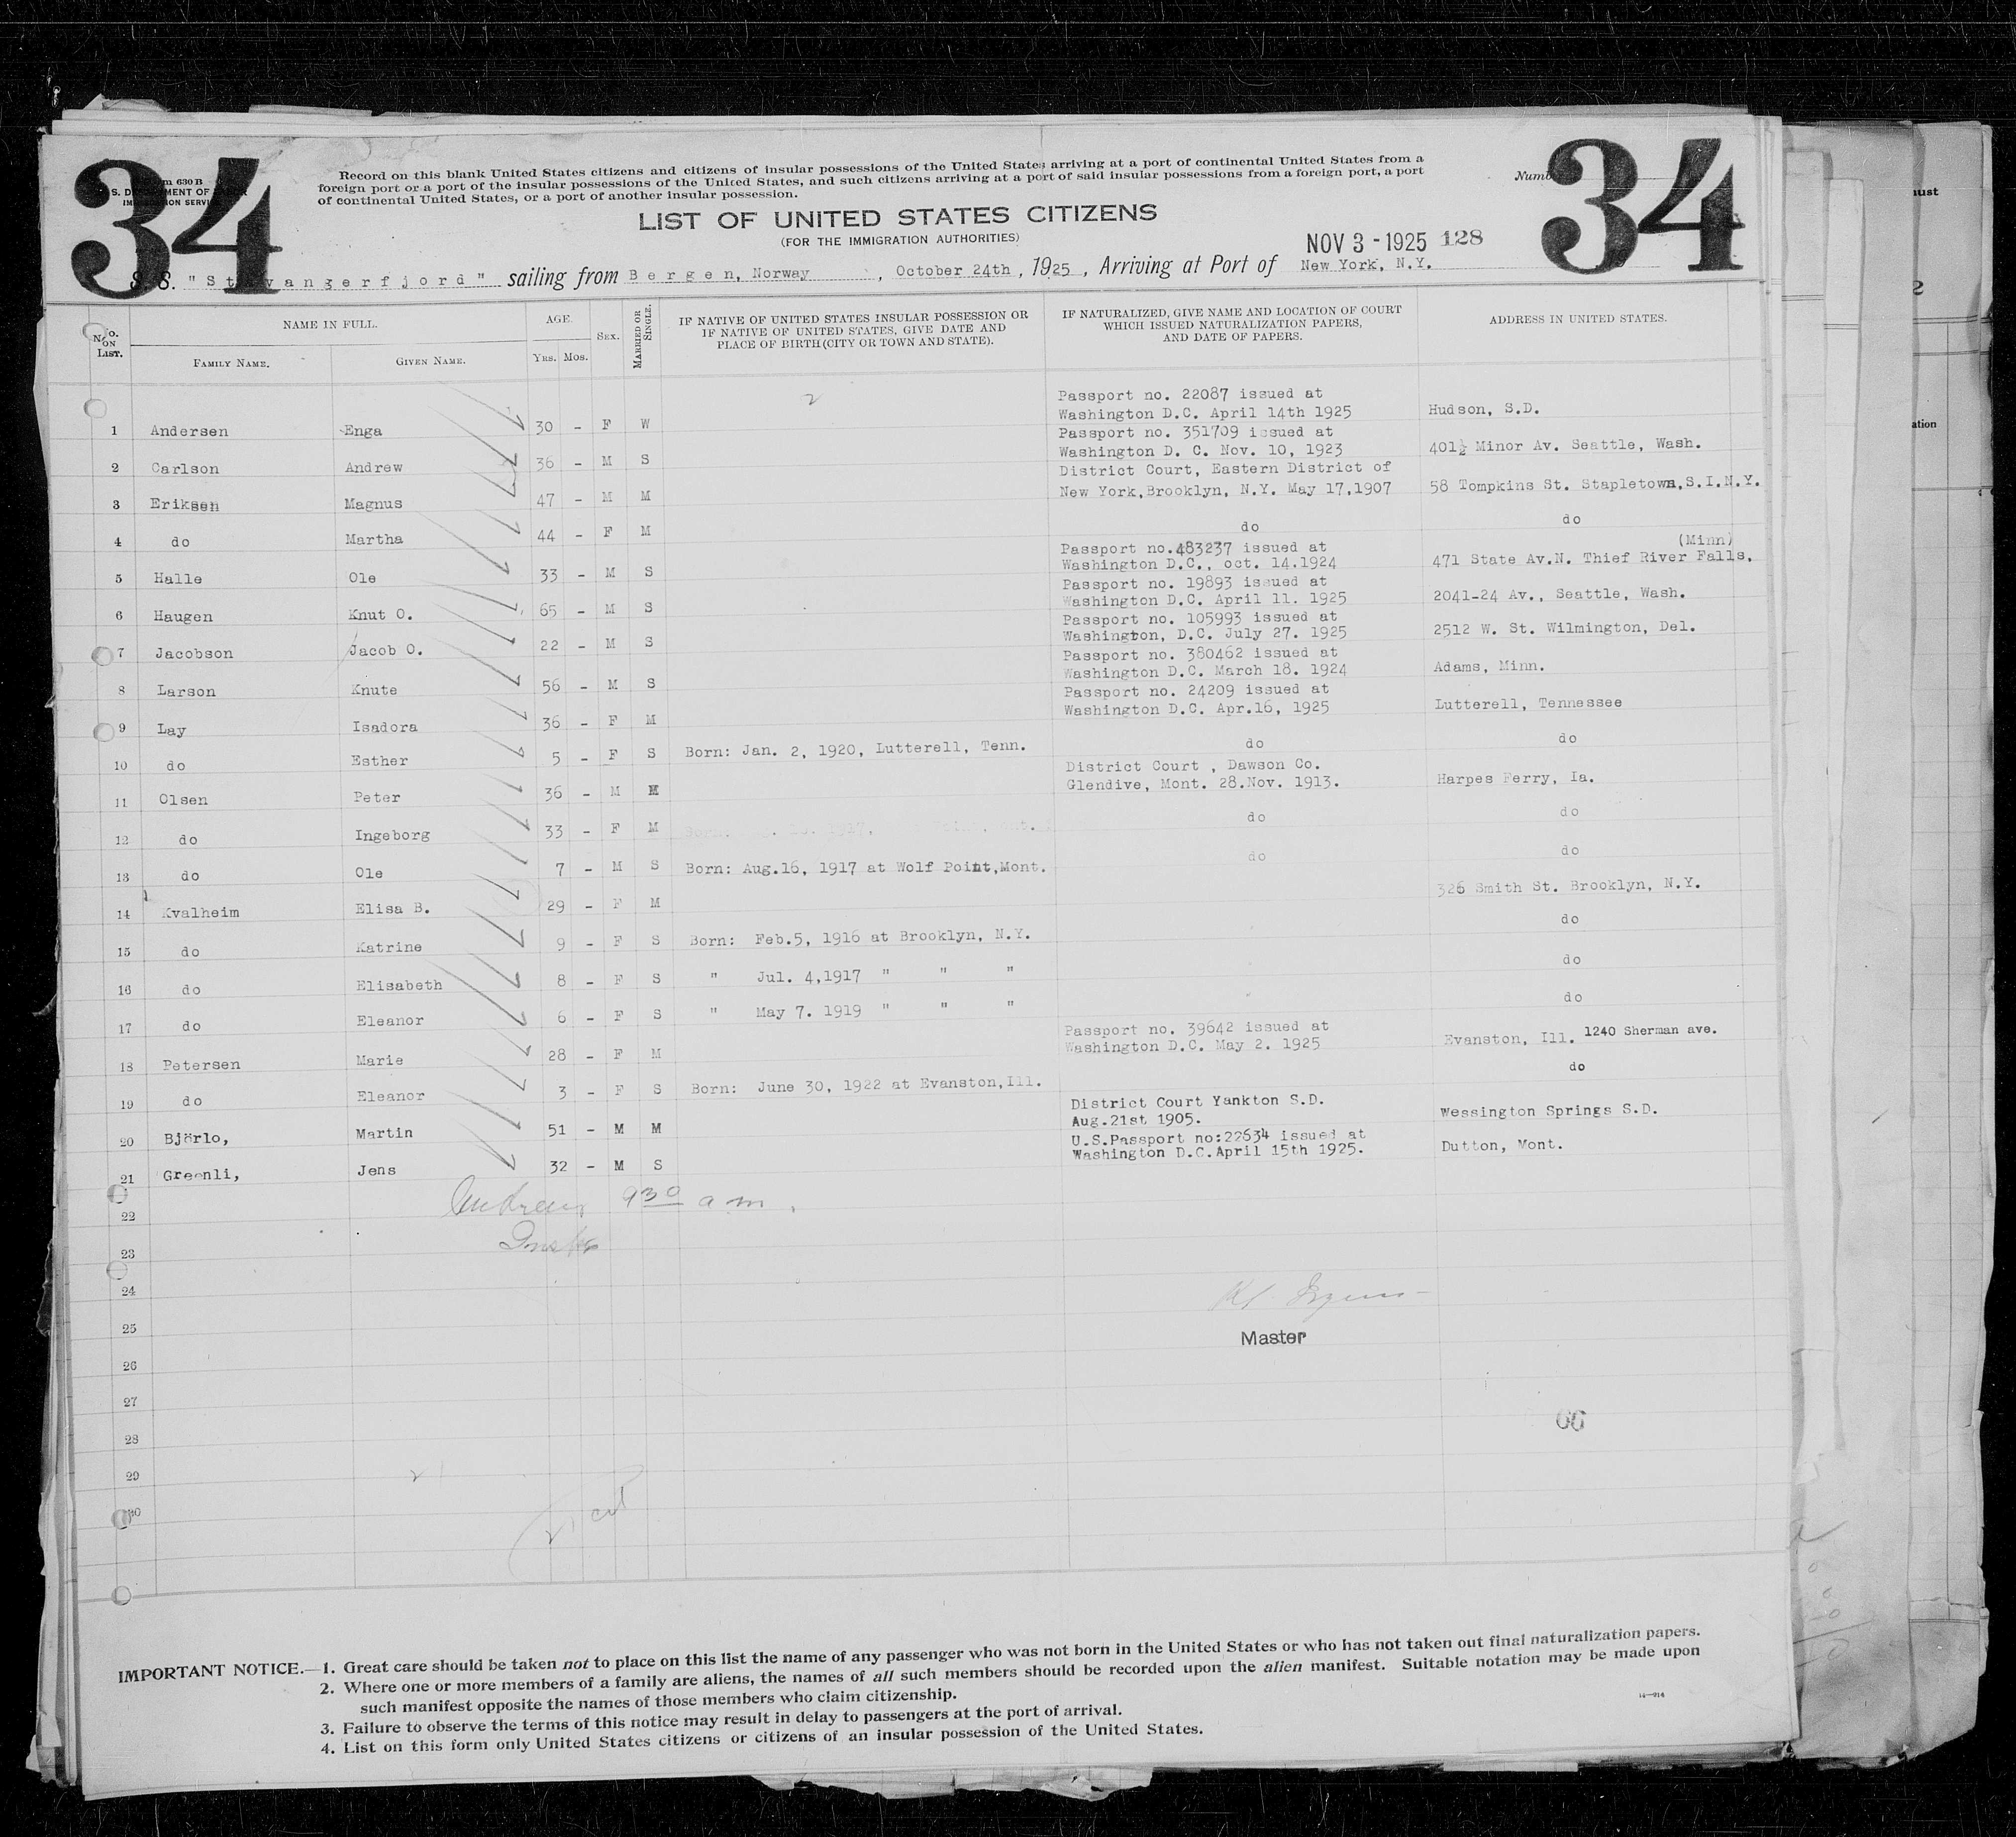 34
34
Form 630 B
U.S. DEPARTMENT OF LABOR
IMMIGRATION SERVICE
Record on this blank United States citizens and citizens of insular possessions of the United States arriving at a port of continental United States from a
foreign port or a port of the insular possessions of the United States, and such citizens arriving at a port of said insular possessions from a foreign port, a port
of continental United States, or a port of another insular possession.
LIST OF UNITED STATES CITIZENS
(FOR THE IMMIGRATION AUTHORITIES)
NOV 3 - 1925 128
S.S. "Stavangerfjord" sailing from Bergen, Norway, October 24th, 1925, Arriving at Port of New York, N.Y.
No. ON LIST. NAME IN FULL. AGE. SEX. MARRIED OR SINGLE. IF NATIVE OF UNITED STATES INSULAR POSSESSION OR IF NATIVE OF UNITED STATES, GIVE DATE AND PLACE OF BIRTH (CITY OR TOWN AND STATE). IF NATURALIZED, GIVE NAME AND LOCATION OF COURT WHICH ISSUED NATURALIZATION PAPERS, AND DATE OF PAPERS. ADDRESS IN UNITED STATES.
FAMILY NAME. GIVEN NAME. YRS. MOS.
1 Andersen Enga 30 - F W Passport no. 22087 issued at Washington D.C. April 14th 1925 Hudson, S.D.
2 Carlson Andrew 36 - M S Passport no. 351709 issued at Washington D. C. Nov. 10, 1923 401½ Minor Av. Seattle, Wash.
3 Eriksen Magnus 47 - M M District Court, Eastern District of New York, Brooklyn, N.Y. May 17,1907 58 Tompkins St. Stapletown, S.I.N.Y.
4 do Martha 44 - F M do do
5 Halle Ole 33 - M S Passport no.483237 issued at Washington D.C., oct. 14.1924 471 State Av.N. Thief River Falls. (Minn)
6 Haugen Knut O. 65 - M S Passport no. 19893 issued at Washington D.C. April 11. 1925 2041-24 Av., Seattle, Wash.
7 Jacobson Jacob O. 22 - M S Passport no. 105993 issued at Washington, D.C. July 27. 1925 2512 W. St. Wilmington, Del.
8 Larson Knute 56 - M S Passport no. 380462 issued at Washington D.C. March 18. 1924 Adams, Minn.
9 Lay Isadora 36 - F M Passport no. 24209 issued at Washington D.C. Apr.16, 1925 Lutterell, Tennessee
10 do Esther 5 - F S Born: Jan. 2, 1920, Lutterell, Tenn. do do
11 Olsen Peter 36 - M M District Court , Dawson Co. Glendive, Mont. 28.Nov. 1913. Harpes Ferry, Ia.
12 do Ingeborg 33 - F M do do
13 do Ole 7 - M S Born: Aug.16, 1917 at Wolf Point,Mont. do do
14 Kvalheim Elisa B. 29 - F M 326 Smith St. Brooklyn, N.Y.
15 do Katrine 9 - F S Born: Feb.5, 1916 at Brooklyn, N.Y. do
16 do Elisabeth 8 - F S " Jul. 4,1917 " " " do
17 do Eleanor 6 - F S " May 7. 1919 " " " do
18 Petersen Marie 28 - F M Passport no. 39642 issued at Washington D.C. May 2. 1925 Evanston, Ill. 1240 Sherman ave.
19 do Eleanor 3 - F S Born: June 30, 1922 at Evanston,Ill. do
20 Björlo, Martin 51 - M M District Court Yankton S.D. Aug.21st 1905. Wessington Springs S.D.
21 Greenli, Jens 32 - M S U.S.Passport no:22634 issued at Washington D.C.April 15th 1925. Dutton, Mont.
22 930 a m.
23
24
25
Master
26
27
66
28
29 21
30
IMPORTANT NOTICE.—1. Great care should be taken not to place on this list the name of any passenger who was not born in the United States or who has not taken out final naturalization papers.
2. Where one or more members of a family are aliens, the names of all such members should be recorded upon the alien manifest. Suitable notation may be made upon
such manifest opposite the names of those members who claim citizenship.
3. Failure to observe the terms of this notice may result in delay to passengers at the port of arrival.
4. List on this form only United States citizens or citizens of an insular possession of the United States.
14—914